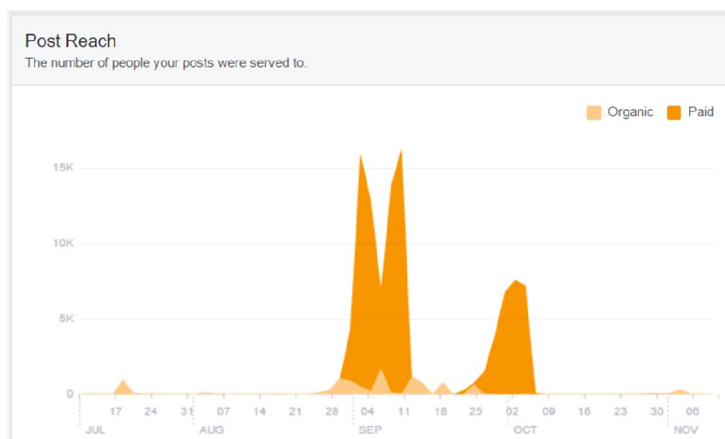 Post Reach
The number of people your posts were served to.
Organic Paid
15K
10K
5K
0
17 24 31 07 14 21 28 04 11 18 25 02 09 16 23 30 06
JUL AUG SEP OCT NOV